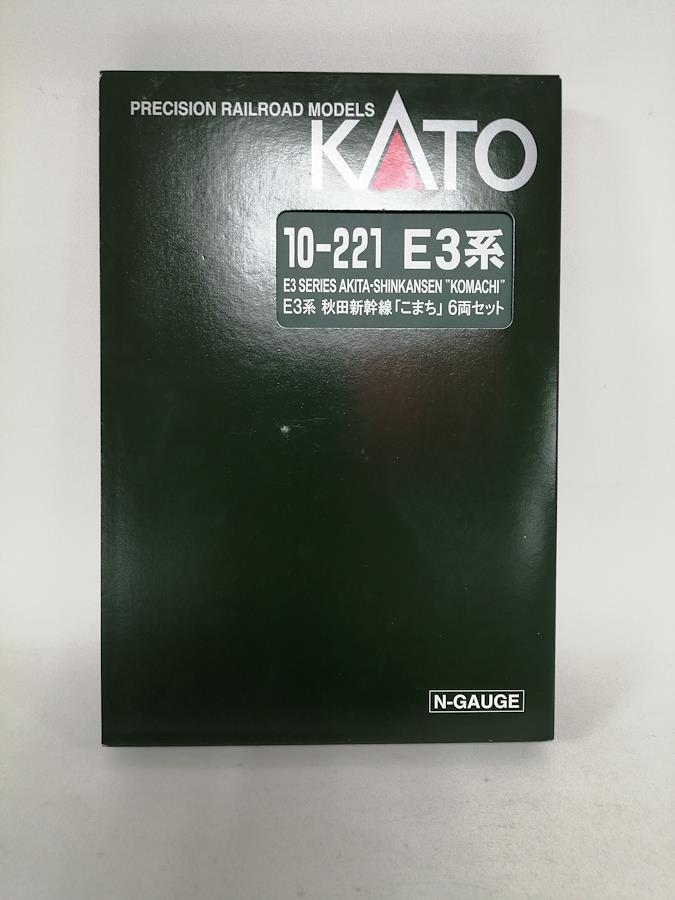 PRECISION RAILROAD MODELS
KATO
10-221 E3系
E3 SERIES AKITA-SHINKANSEN "KOMACHI"
E3系 秋田新幹線「こまち」6両セット
N-GAUGE